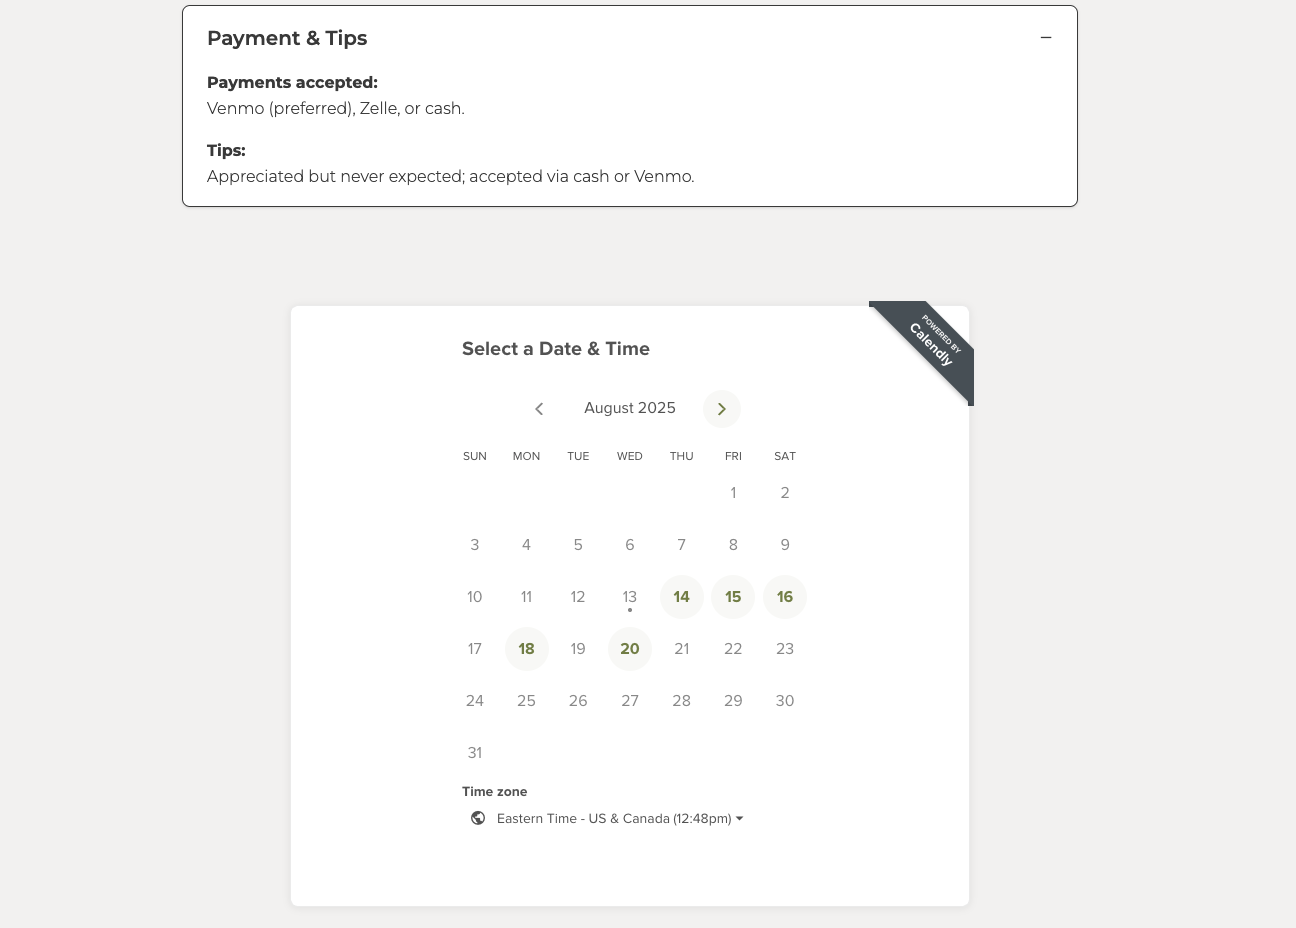 Payment & Tips
Payments accepted:
Venmo (preferred), Zelle, or cash.
Tips:
Appreciated but never expected; accepted via cash or Venmo.
POWERED BY
Calendly
Select a Date & Time
August 2025
SUN MON TUE WED THU FRI SAT
1 2
3 4 5 6 7 8 9
10 11 12 13 14 15 16
17 18 19 20 21 22 23
24 25 26 27 28 29 30
31
Time zone
Eastern Time - US & Canada (12:48pm)